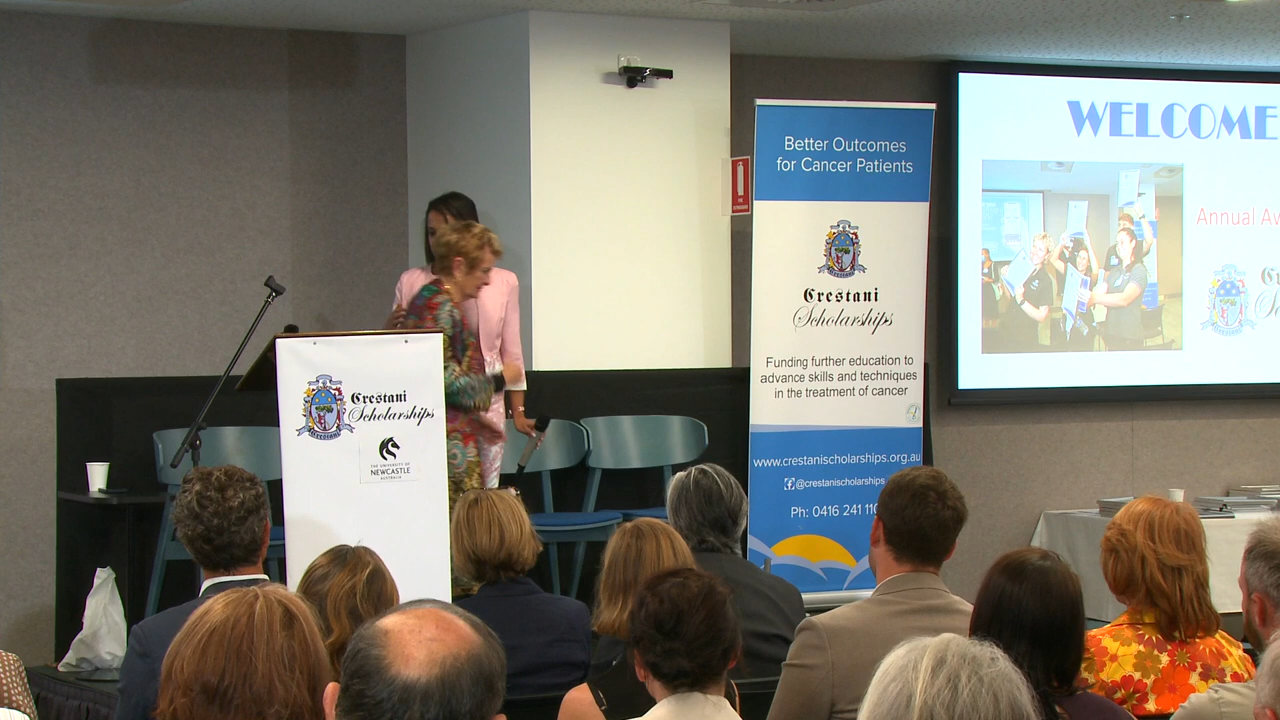 WELCOME
Annual Aw
Better Outcomes
for Cancer Patients
Crestani
Scholarships
Funding further education to
advance skills and techniques
in the treatment of cancer
www.crestanischolarships.org.au
@crestanischolarships
Ph: 0416 241 110
Crestani
Scholarships
THE UNIVERSITY OF
NEWCASTLE
AUSTRALIA